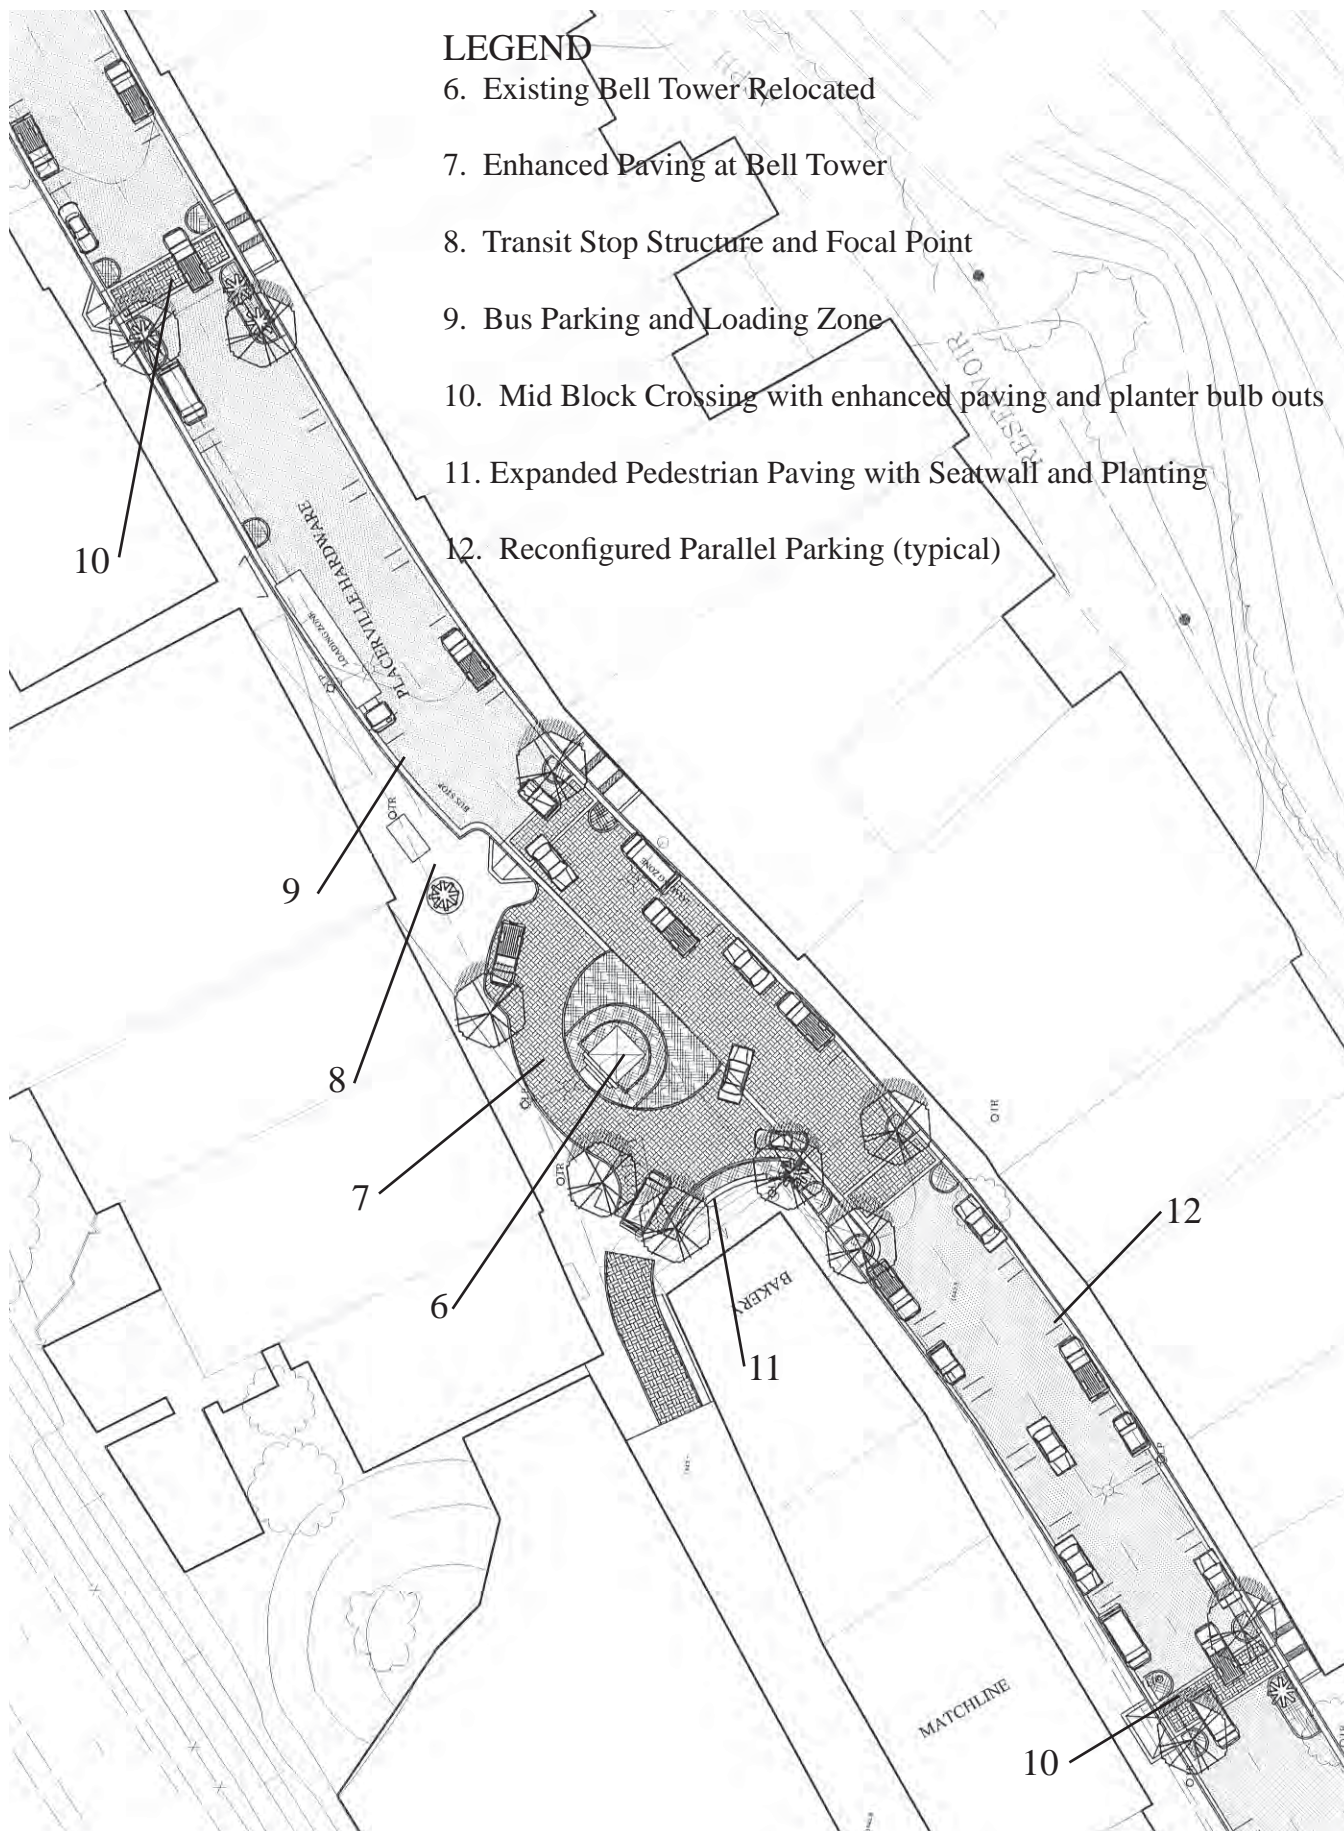 LEGEND
6. Existing Bell Tower Relocated
7. Enhanced Paving at Bell Tower
8. Transit Stop Structure and Focal Point
9. Bus Parking and Loading Zone
10. Mid Block Crossing with enhanced paving and planter bulb outs
11. Expanded Pedestrian Paving with Seatwall and Planting
12. Reconfigured Parallel Parking (typical)
RESERVOIR
10
PLACERVILLE HARDWARE
LOADING ZONE
BUS STOP
9
LOADING ZONE
8
7
6
12
BAKERY
11
MATCHLINE
10